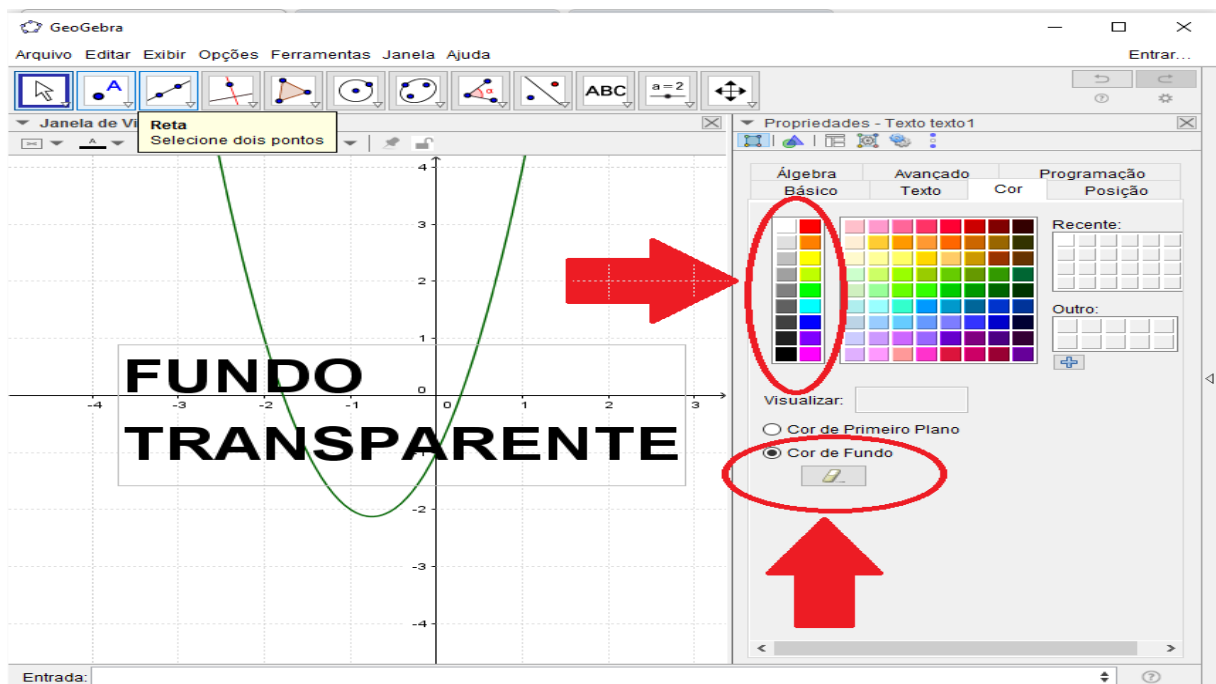 GeoGebra
Arquivo Editar Exibir Opções Ferramentas Janela Ajuda
Entrar...
ABC
a = 2
A
α
Janela de Vi
Reta
Selecione dois pontos
Propriedades - Texto texto1
A
Álgebra Avançado Programação
Básico Texto Cor Posição
Recente:
Outro:
Visualizar:
Cor de Primeiro Plano
Cor de Fundo
4
3
2
1
0
-4 -3 -2 -1 0 1 2 3
FUNDO
TRANSPARENTE
-2
-3
-4
Entrada: